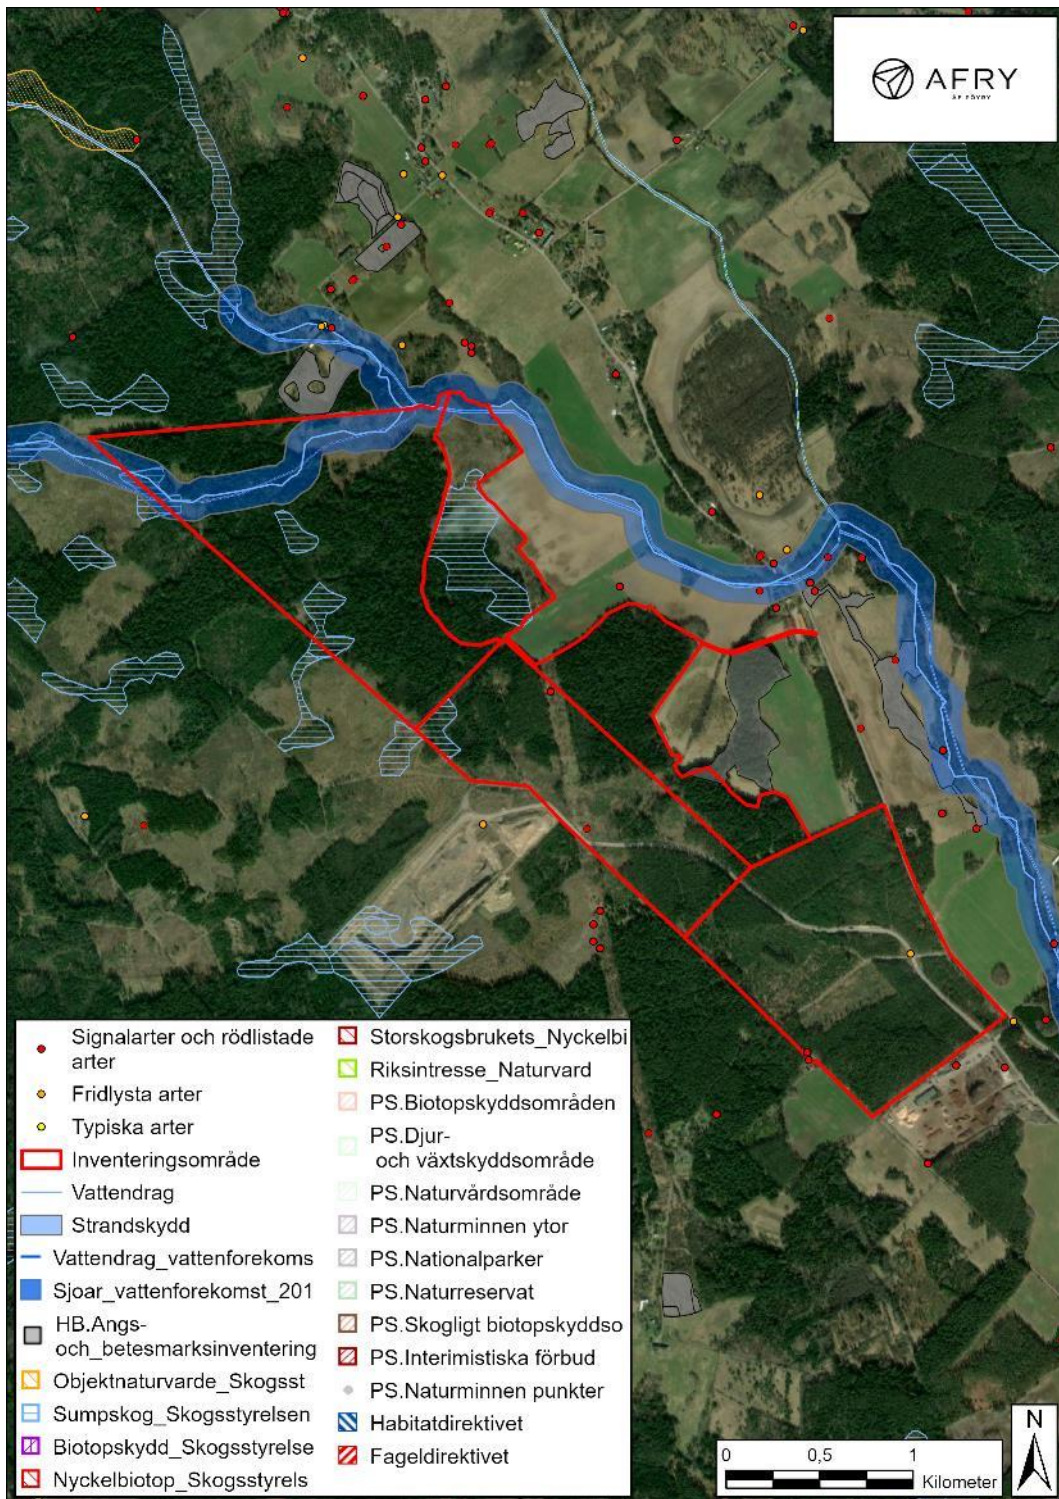 AFRY
ÅF PÖYRY
Signalarter och rödlistade
arter
Fridlysta arter
Typiska arter
Inventeringsområde
Vattendrag
Strandskydd
Vattendrag_vattenforekoms
Sjoar_vattenforekomst_201
HB.Angs-
och_betesmarksinventering
Objektnaturvarde_Skogsst
Sumpskog_Skogsstyrelsen
Biotopskydd_Skogsstyrelse
Nyckelbiotop_Skogsstyrels
Storskogsbrukets_Nyckelbi
Riksintresse_Naturvard
PS.Biotopskyddsområden
PS.Djur-
och växtskyddsområde
PS.Naturvårdsområde
PS.Naturminnen ytor
PS.Nationalparker
PS.Naturreservat
PS.Skogligt biotopskyddso
PS.Interimistiska förbud
PS.Naturminnen punkter
Habitatdirektivet
Fageldirektivet
0 0,5 1
Kilometer
N